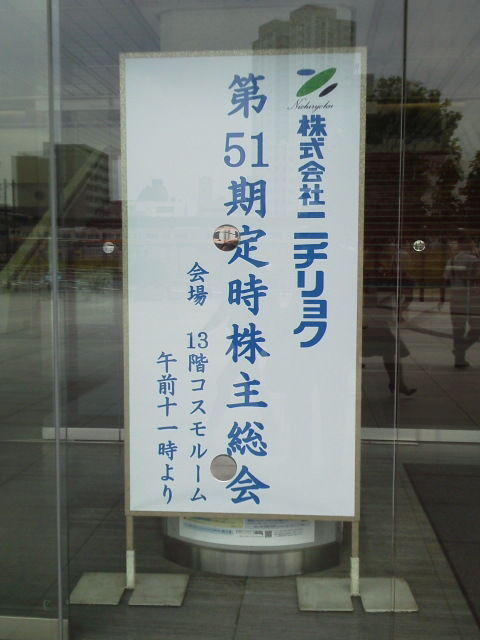 Nichiryoku
株式会社ニチリョク
第51期定時株主総会
会場 13階コスモルーム
午前十一時より